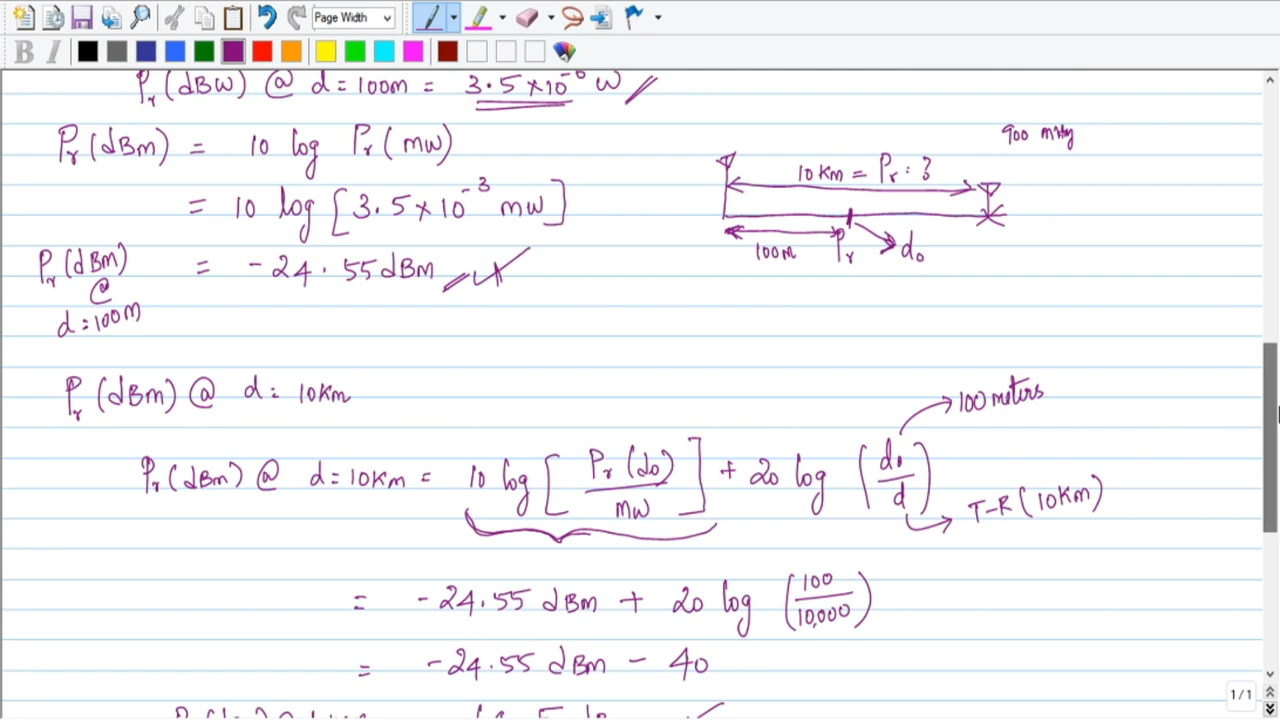 Page Width
B I
Pr (dBW) @ d = 100m = 3.5 × 10⁻⁶ W
Pr (dBm) = 10 log Pr (mW)
= 10 log [3.5 × 10⁻³ mW]
Pr (dBm) @ d = 100m = -24.55 dBm
900 MHz
10 Km = Pr : ?
100m Pr d₀
Pr (dBm) @ d = 10Km
Pr (dBm) @ d = 10Km = 10 log [Pr (d₀) / mW] + 20 log (d₀ / d)
100 meters
T-R (10Km)
= -24.55 dBm + 20 log (100 / 10,000)
= -24.55 dBm - 40
1/1